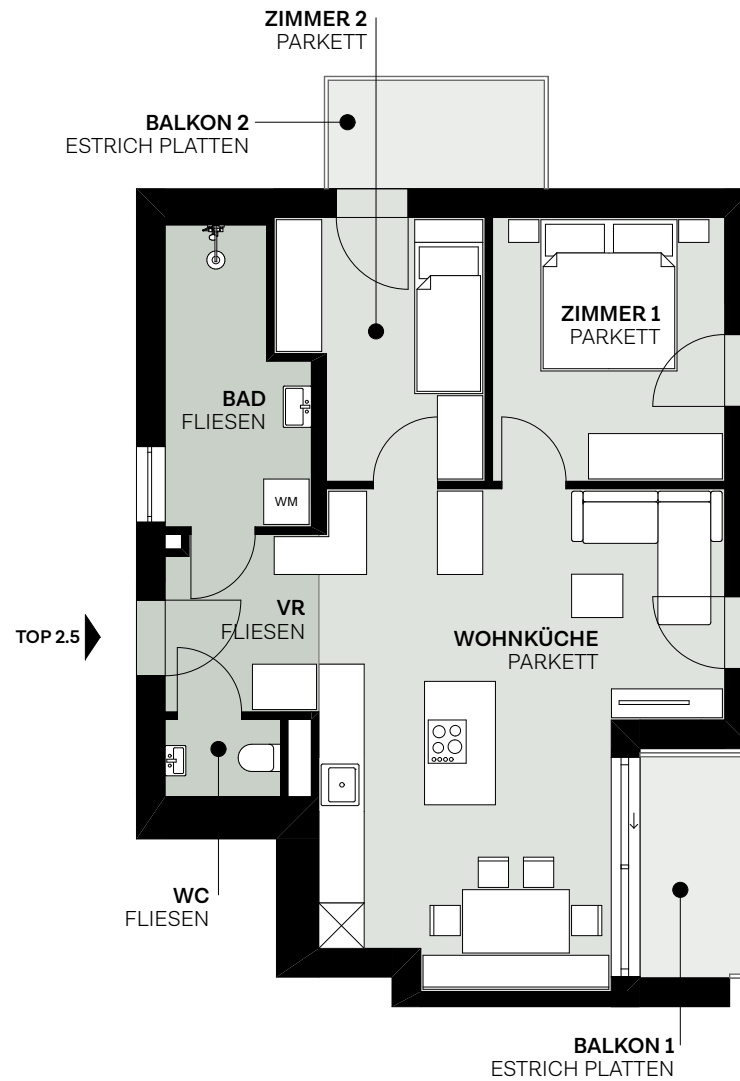 ZIMMER 2
PARKETT
BALKON 2
ESTRICH PLATTEN
ZIMMER 1
PARKETT
BAD
FLIESEN
WM
VR
FLIESEN
TOP 2.5
WOHNKÜCHE
PARKETT
WC
FLIESEN
BALKON 1
ESTRICH PLATTEN